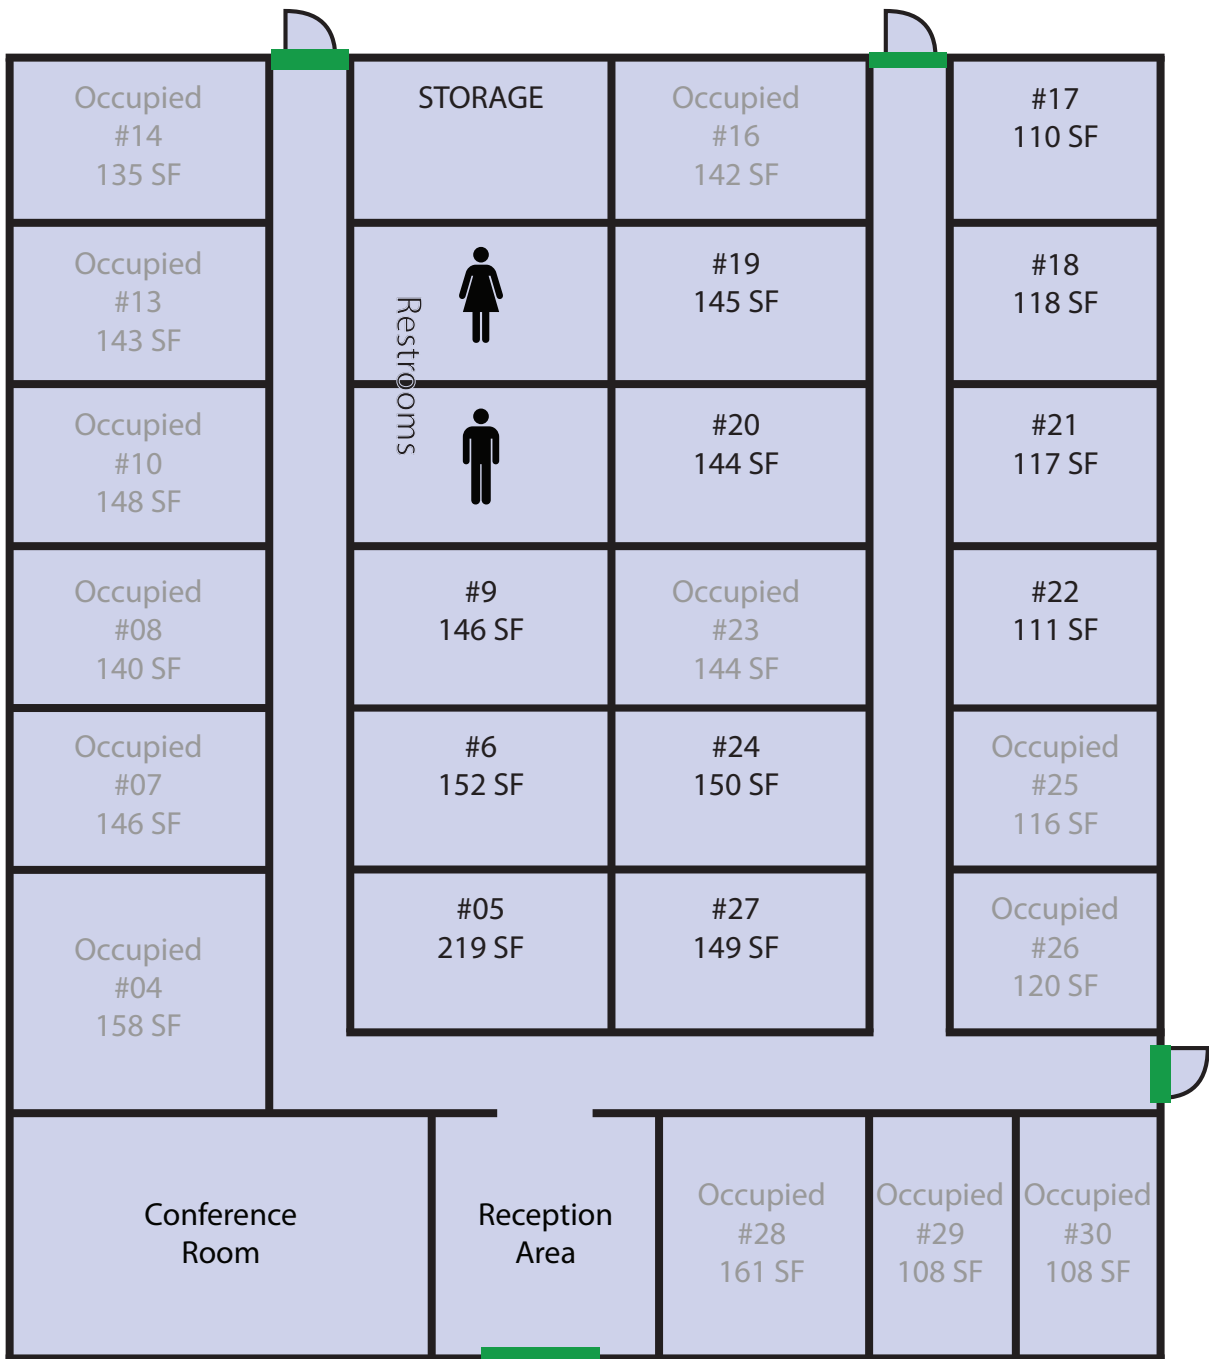 Occupied
#14
135 SF
STORAGE
Occupied
#16
142 SF
#17
110 SF
Occupied
#13
143 SF
Restrooms
#19
145 SF
#18
118 SF
Occupied
#10
148 SF
#20
144 SF
#21
117 SF
Occupied
#08
140 SF
#9
146 SF
Occupied
#23
144 SF
#22
111 SF
Occupied
#07
146 SF
#6
152 SF
#24
150 SF
Occupied
#25
116 SF
Occupied
#04
158 SF
#05
219 SF
#27
149 SF
Occupied
#26
120 SF
Conference
Room
Reception
Area
Occupied
#28
161 SF
Occupied
#29
108 SF
Occupied
#30
108 SF